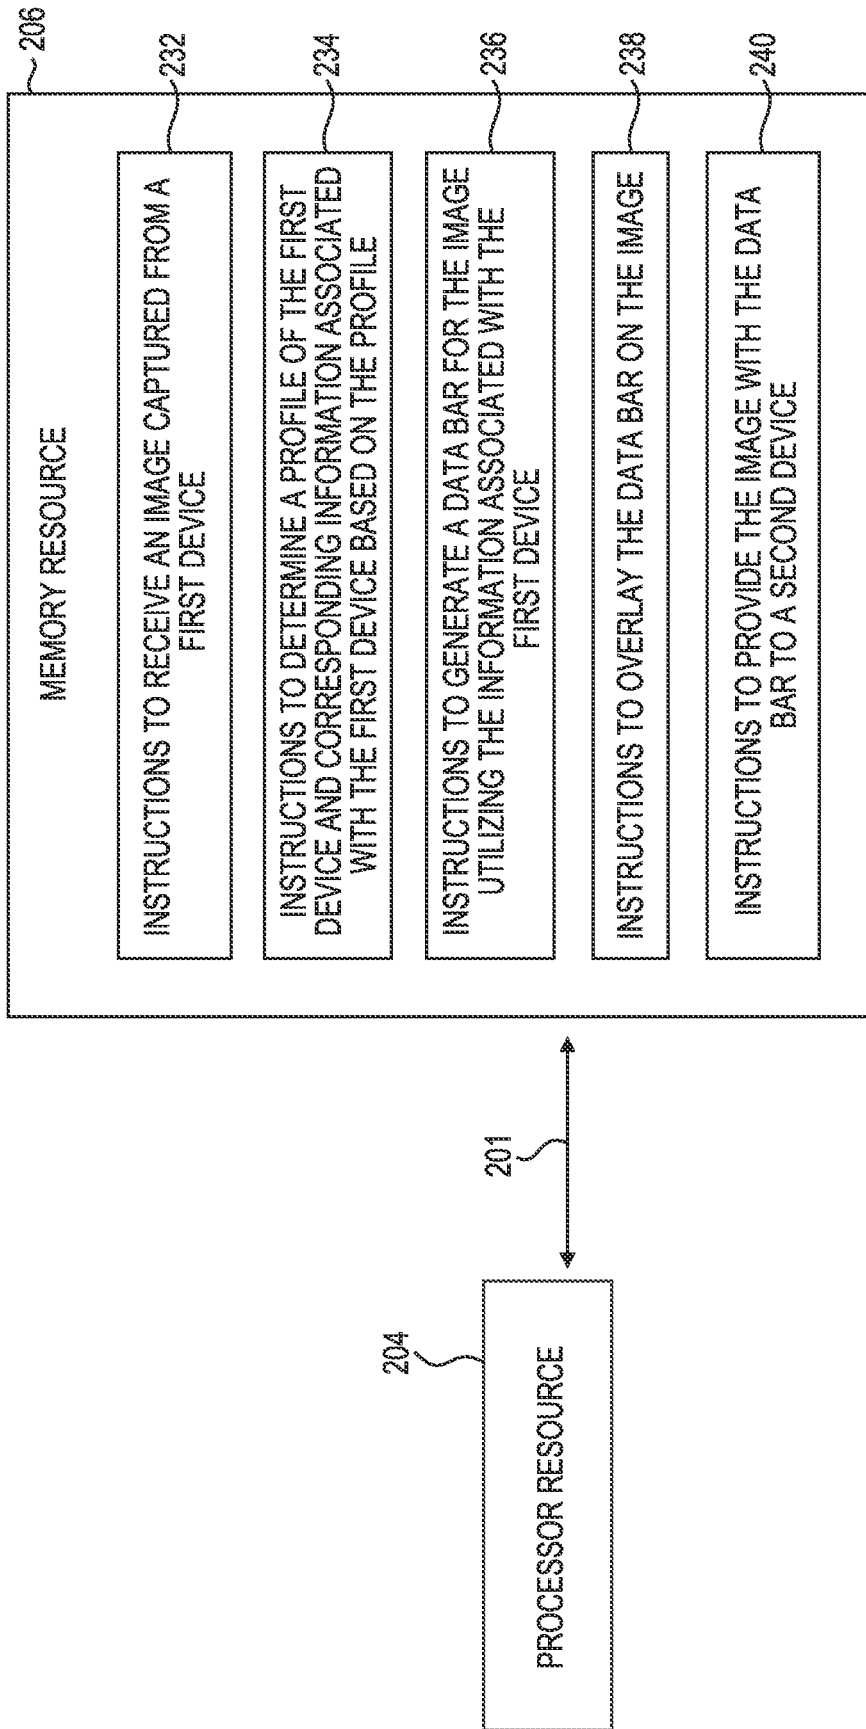 206
MEMORY RESOURCE
INSTRUCTIONS TO RECEIVE AN IMAGE CAPTURED FROM A
FIRST DEVICE
232
INSTRUCTIONS TO DETERMINE A PROFILE OF THE FIRST
DEVICE AND CORRESPONDING INFORMATION ASSOCIATED
WITH THE FIRST DEVICE BASED ON THE PROFILE
234
INSTRUCTIONS TO GENERATE A DATA BAR FOR THE IMAGE
UTILIZING THE INFORMATION ASSOCIATED WITH THE
FIRST DEVICE
236
INSTRUCTIONS TO OVERLAY THE DATA BAR ON THE IMAGE
238
INSTRUCTIONS TO PROVIDE THE IMAGE WITH THE DATA
BAR TO A SECOND DEVICE
240
204
PROCESSOR RESOURCE
201